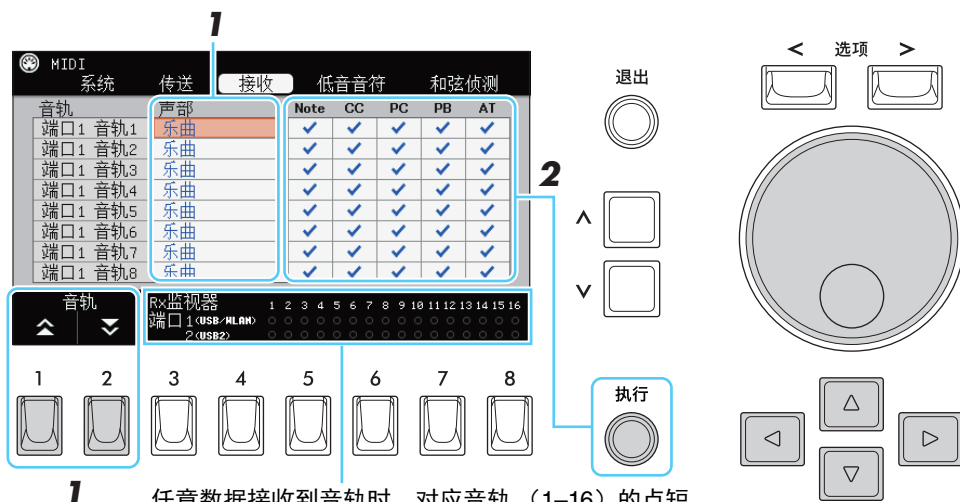 1
MIDI
系统 传送 接收 低音音符 和弦侦测
音轨 声部 Note CC PC PB AT
端口1 音轨1 乐曲 ✓ ✓ ✓ ✓ ✓
端口1 音轨2 乐曲 ✓ ✓ ✓ ✓ ✓
端口1 音轨3 乐曲 ✓ ✓ ✓ ✓ ✓
端口1 音轨4 乐曲 ✓ ✓ ✓ ✓ ✓
端口1 音轨5 乐曲 ✓ ✓ ✓ ✓ ✓
端口1 音轨6 乐曲 ✓ ✓ ✓ ✓ ✓
端口1 音轨7 乐曲 ✓ ✓ ✓ ✓ ✓
端口1 音轨8 乐曲 ✓ ✓ ✓ ✓ ✓
2
音轨
Rx监视器 1 2 3 4 5 6 7 8 9 10 11 12 13 14 15 16
端口1(USB/WLAN)
2(USB2)
1 2 3 4 5 6 7 8
1
任意数据接收到音轨时，对应音轨（1–16）的点短
退出
∧
∨
执行
< 选项 >